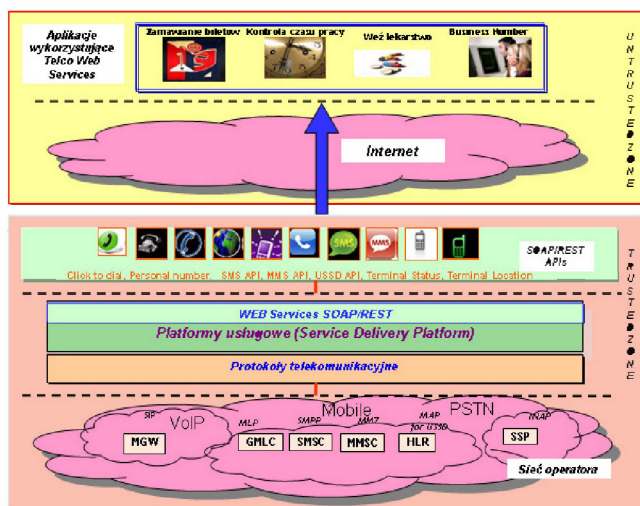 Aplikacje
wykorzystujące
Telco Web
Services
Zamawianie biletów
Kontrola czasu pracy
Weź lekarstwo
Business Number
UNTRUSTED ZONE
Internet
SMS
MMS
SOAP/REST
APIs
Click to dial, Personal number, SMS API, MMS API, USSD API, Terminal Status, Terminal Location
TRUSTED ZONE
WEB Services SOAP/REST
Platformy usługowe (Service Delivery Platform)
Protokoły telekomunikacyjne
SIP
VoIP
MGW
Mobile
MLP
SMPP
MM7
MAP
for USSD
GMLC
SMSC
MMSC
HLR
PSTN
INAP
SSP
Sieć operatora